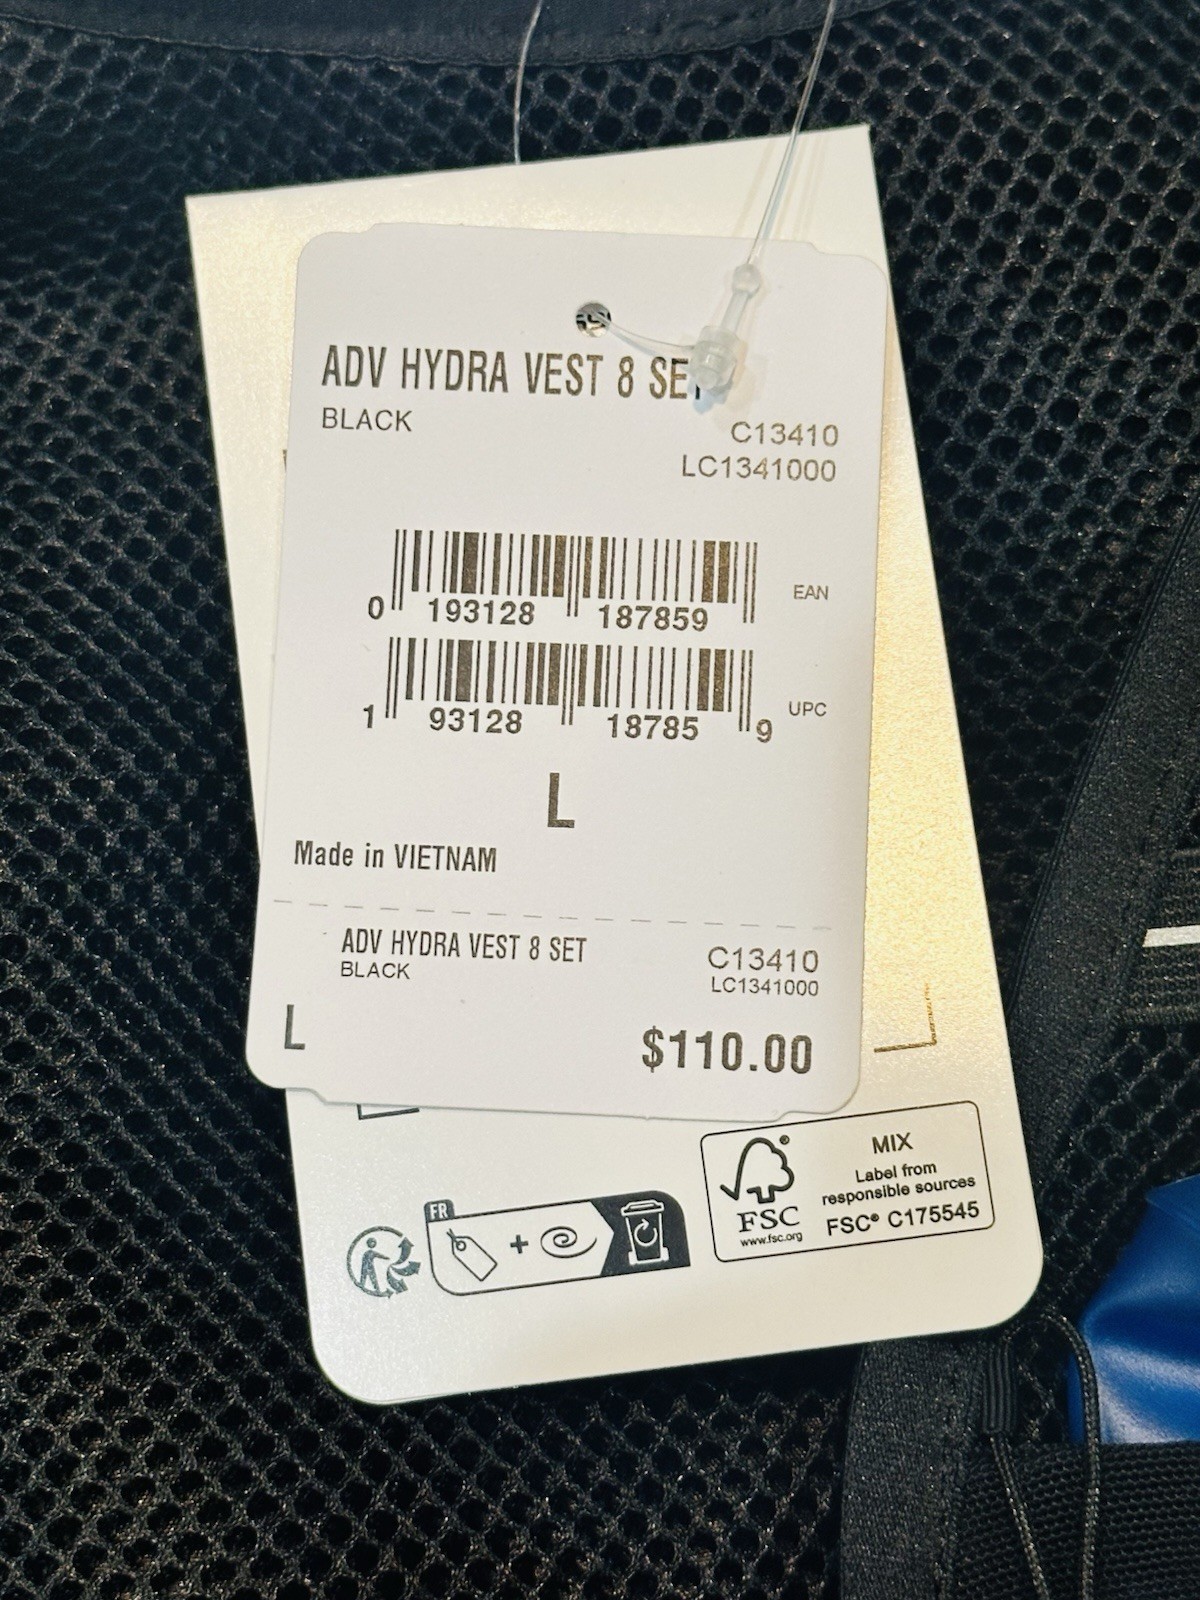 ADV HYDRA VEST 8 SET
BLACK
C13410
LC1341000
0 193128 187859
EAN
1 93128 18785 9
UPC
L
Made in VIETNAM
ADV HYDRA VEST 8 SET
BLACK
C13410
LC1341000
L
$110.00
FR
+
FSC®
www.fsc.org
MIX
Label from
responsible sources
FSC® C175545